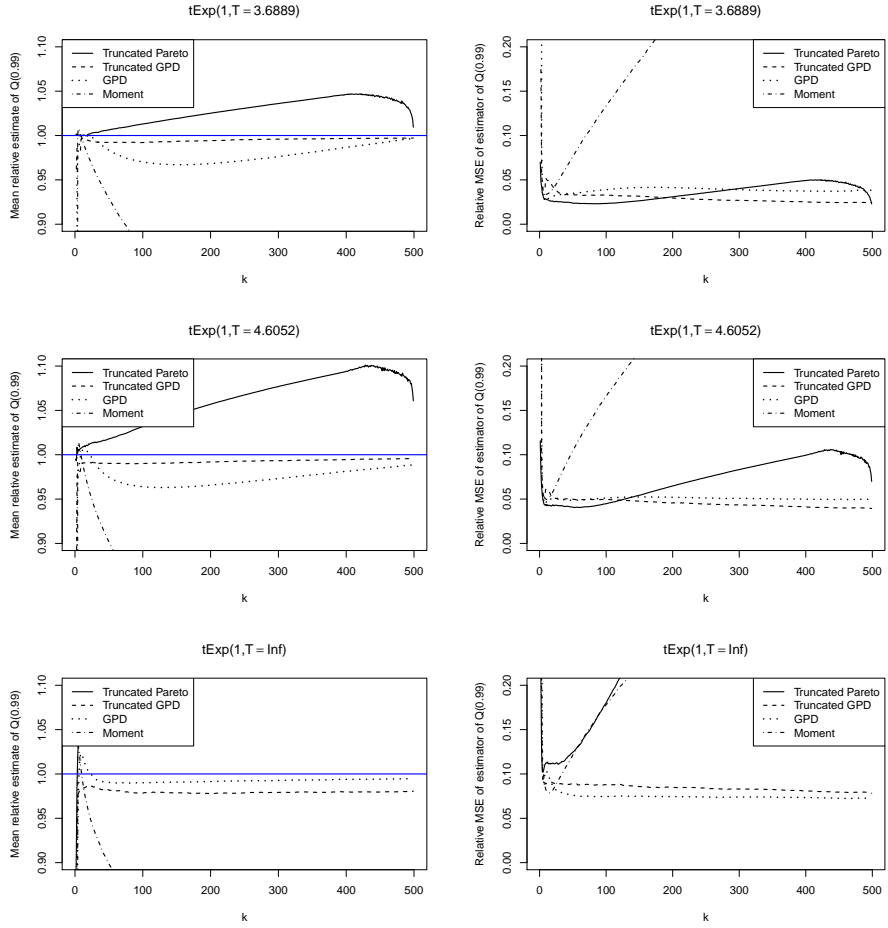 tExp(1,T = 3.6889)
Mean relative estimate of Q(0.99)
1.10
1.05
1.00
0.95
0.90
Truncated Pareto
Truncated GPD
GPD
Moment
0 100 200 300 400 500
k
tExp(1,T = 3.6889)
Relative MSE of estimator of Q(0.99)
0.20
0.15
0.10
0.05
0.00
Truncated Pareto
Truncated GPD
GPD
Moment
0 100 200 300 400 500
k
tExp(1,T = 4.6052)
Mean relative estimate of Q(0.99)
1.10
1.05
1.00
0.95
0.90
Truncated Pareto
Truncated GPD
GPD
Moment
0 100 200 300 400 500
k
tExp(1,T = 4.6052)
Relative MSE of estimator of Q(0.99)
0.20
0.15
0.10
0.05
0.00
Truncated Pareto
Truncated GPD
GPD
Moment
0 100 200 300 400 500
k
tExp(1,T = Inf)
Mean relative estimate of Q(0.99)
1.10
1.05
1.00
0.95
0.90
Truncated Pareto
Truncated GPD
GPD
Moment
0 100 200 300 400 500
k
tExp(1,T = Inf)
Relative MSE of estimator of Q(0.99)
0.20
0.15
0.10
0.05
0.00
Truncated Pareto
Truncated GPD
GPD
Moment
0 100 200 300 400 500
k